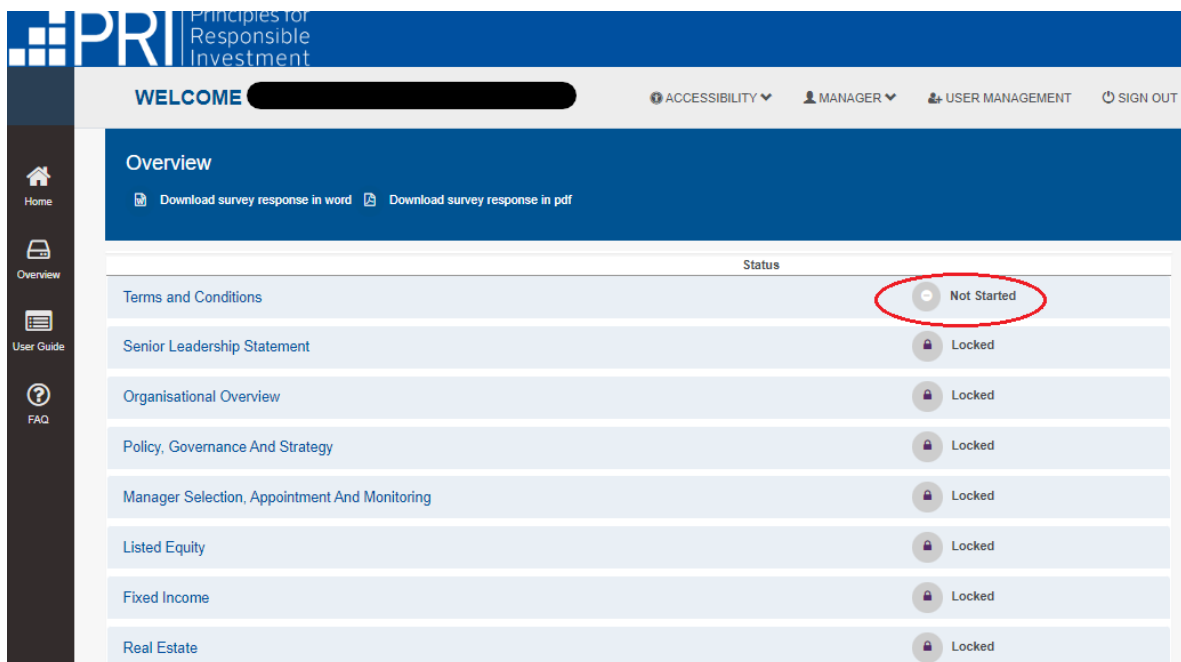 PRI
Principles for
Responsible
Investment
WELCOME
ACCESSIBILITY
MANAGER
USER MANAGEMENT
SIGN OUT
Home
Overview
User Guide
FAQ
Overview
Download survey response in word Download survey response in pdf
Status
Terms and Conditions Not Started
Senior Leadership Statement Locked
Organisational Overview Locked
Policy, Governance And Strategy Locked
Manager Selection, Appointment And Monitoring Locked
Listed Equity Locked
Fixed Income Locked
Real Estate Locked